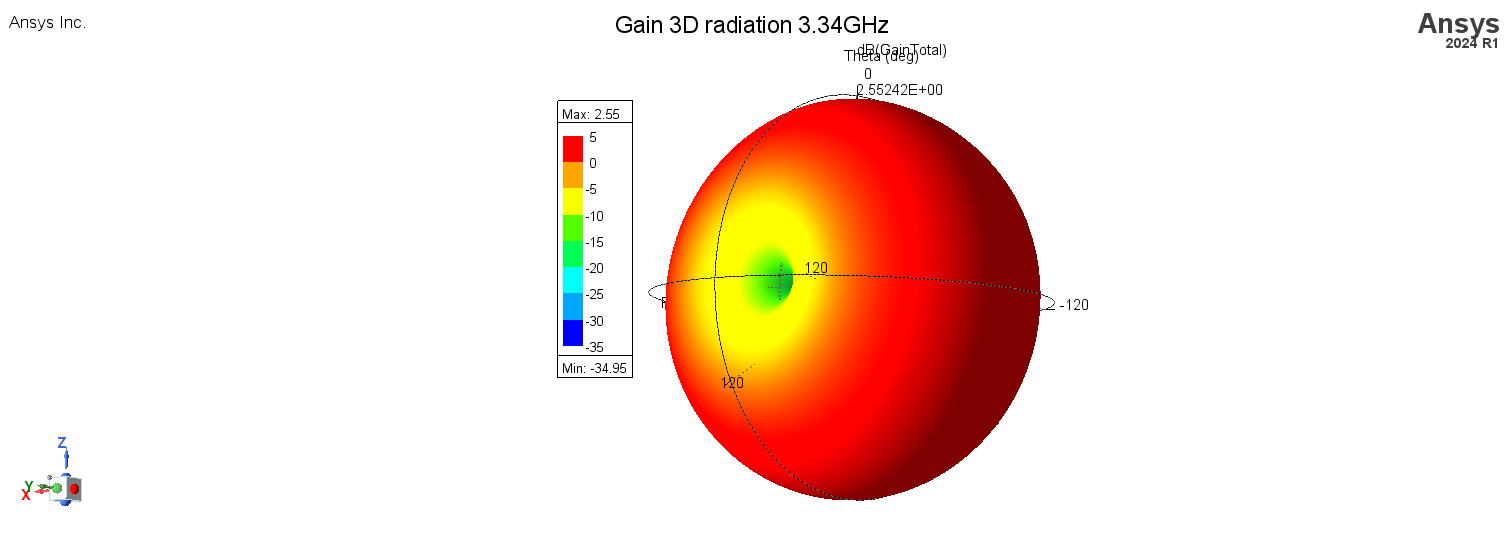 Ansys Inc.
Gain 3D radiation 3.34GHz
Ansys
2024 R1
dB(GainTotal)
Theta (deg)
0
2.55242E+00
Max: 2.55
5
0
-5
-10
-15
-20
-25
-30
-35
Min: -34.95
120
-120
120
Z
Y
X